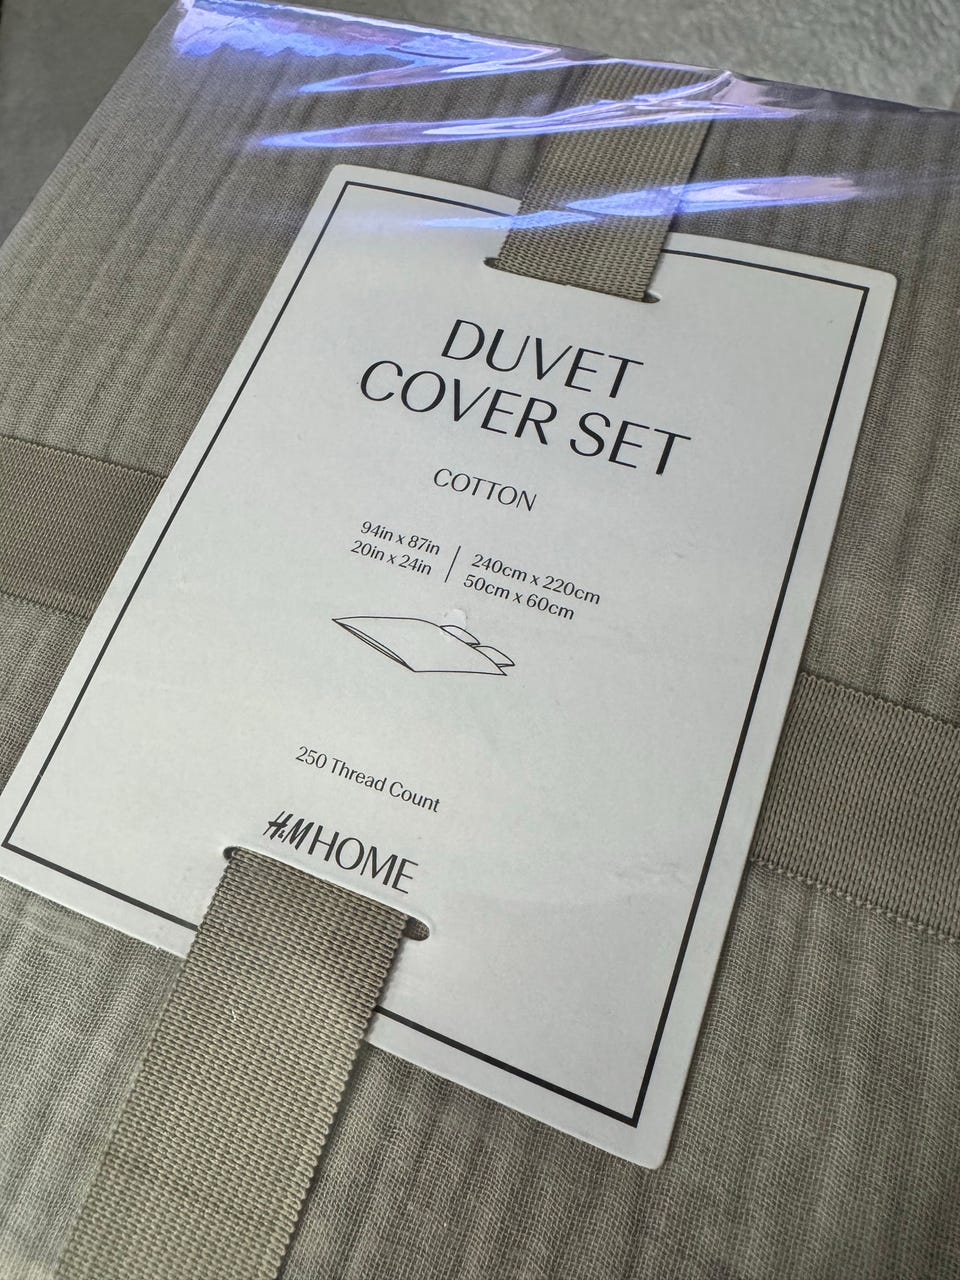 DUVET
COVER SET
COTTON
94in x 87in | 240cm x 220cm
20in x 24in | 50cm x 60cm
250 Thread Count
H&M HOME